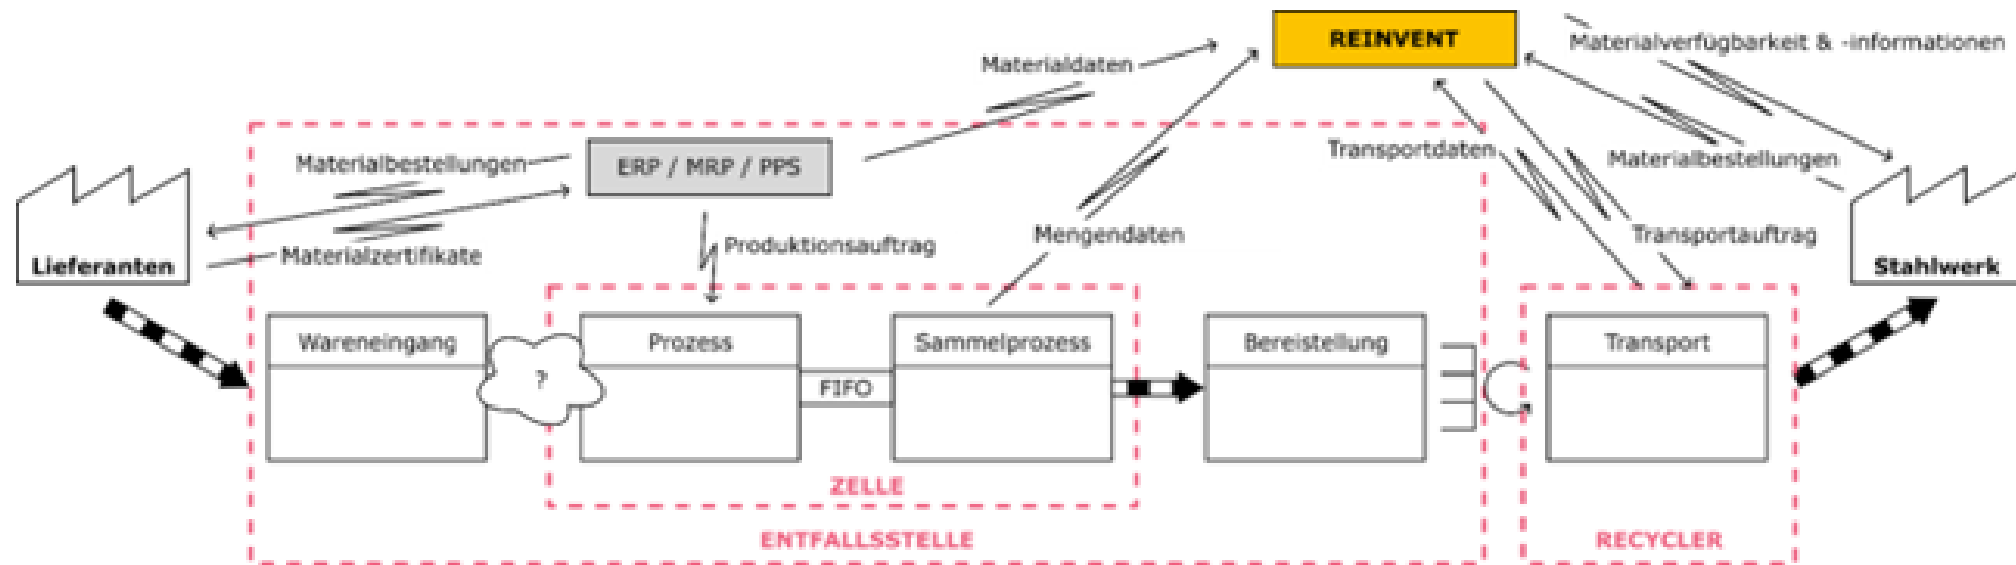 REINVENT
Materialverfügbarkeit & -informationen
Materialdaten
Transportdaten
Materialbestellungen
Materialbestellungen
ERP / MRP / PPS
Mengendaten
Transportauftrag
Produktionsauftrag
Materialzertifikate
Lieferanten
Stahlwerk
Wareneingang
?
Prozess
FIFO
Sammelprozess
Bereistellung
Transport
ZELLE
ENTFALLSSTELLE
RECYCLER